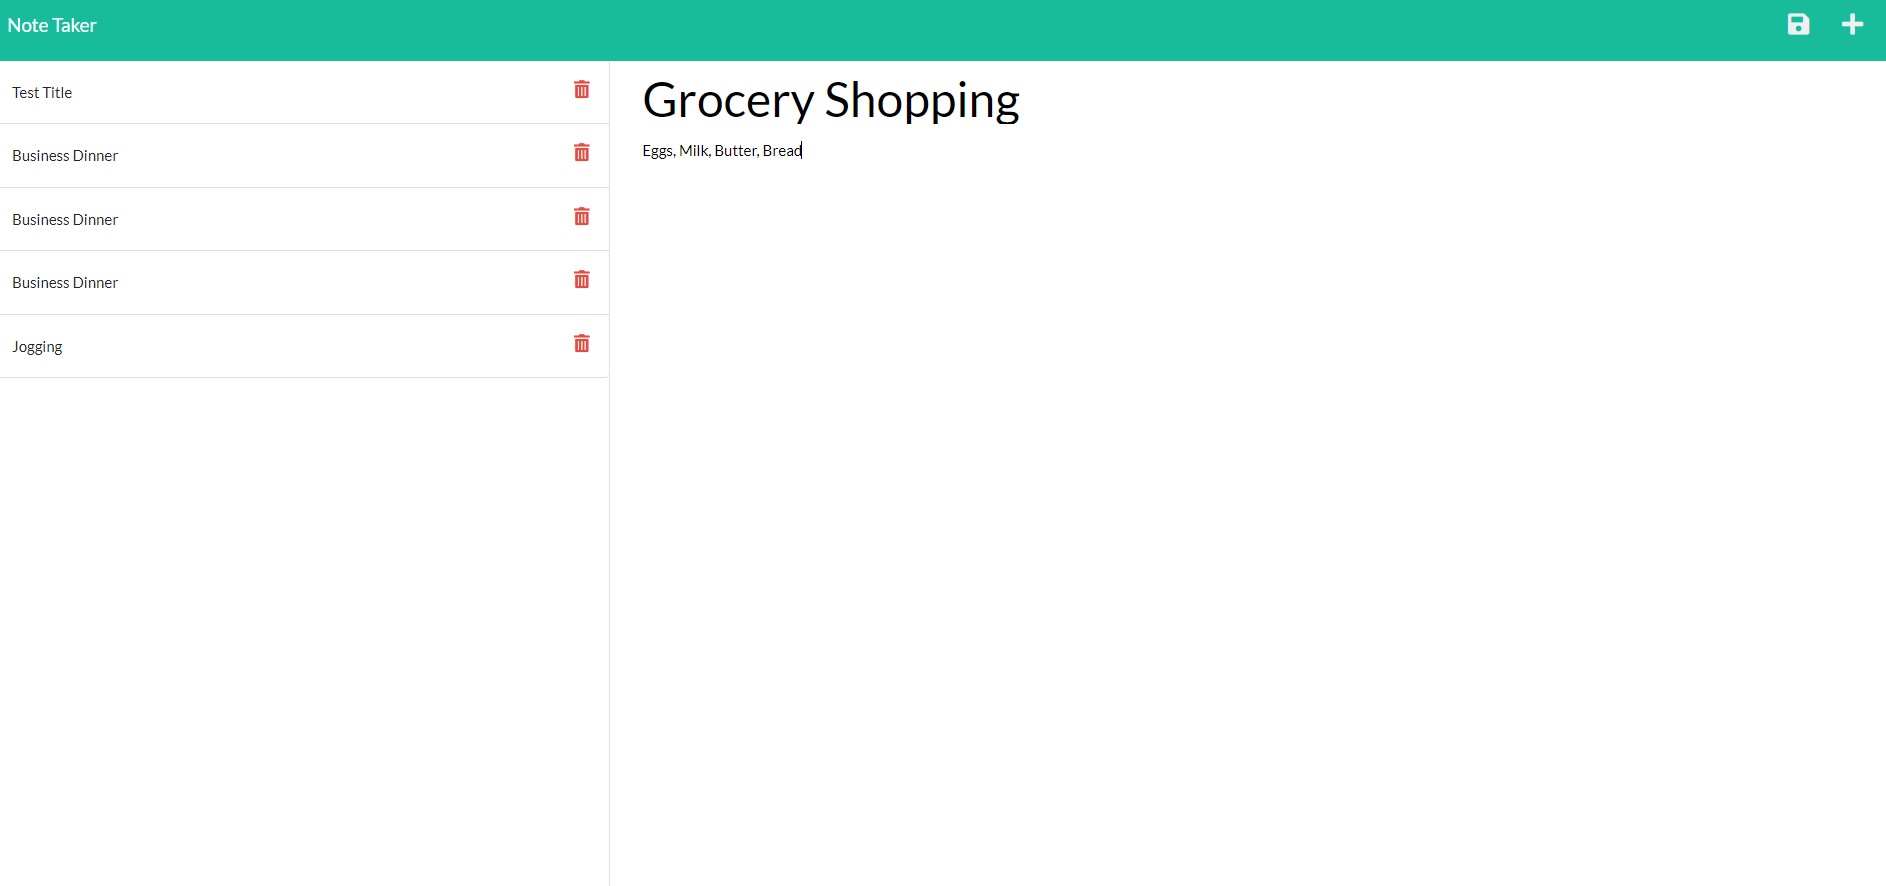 Note Taker
Test Title
Business Dinner
Business Dinner
Business Dinner
Jogging
Grocery Shopping
Eggs, Milk, Butter, Bread